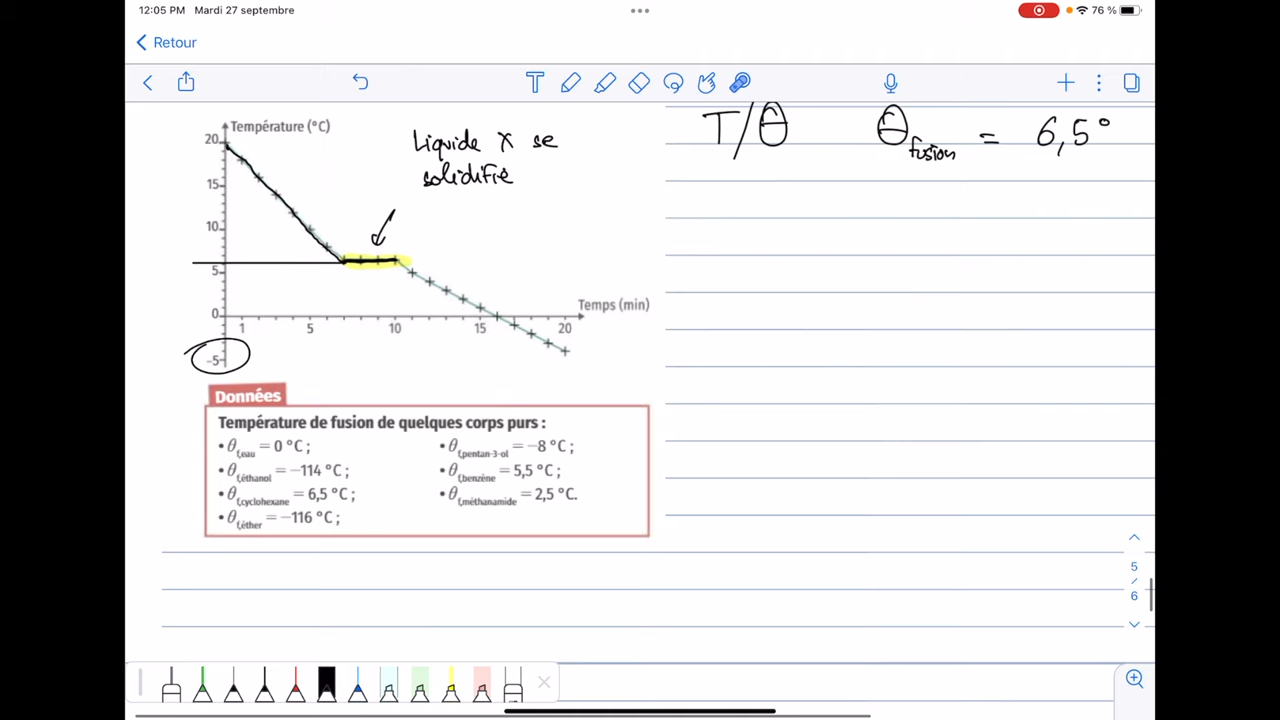 12:05 PM Mardi 27 septembre
76 %
Retour
Température (°C)
20
15
10
5
0
-5
1
5
10
15
20
Temps (min)
Liquide X se
solidifie
T/θ θfusion = 6,5°
Données
Température de fusion de quelques corps purs :
• θf,eau = 0 °C ;
• θf,éthanol = −114 °C ;
• θf,cyclohexane = 6,5 °C ;
• θf,éther = −116 °C ;
• θf,pentan-3-ol = −8 °C ;
• θf,benzène = 5,5 °C ;
• θf,méthanamide = 2,5 °C.
5
/
6